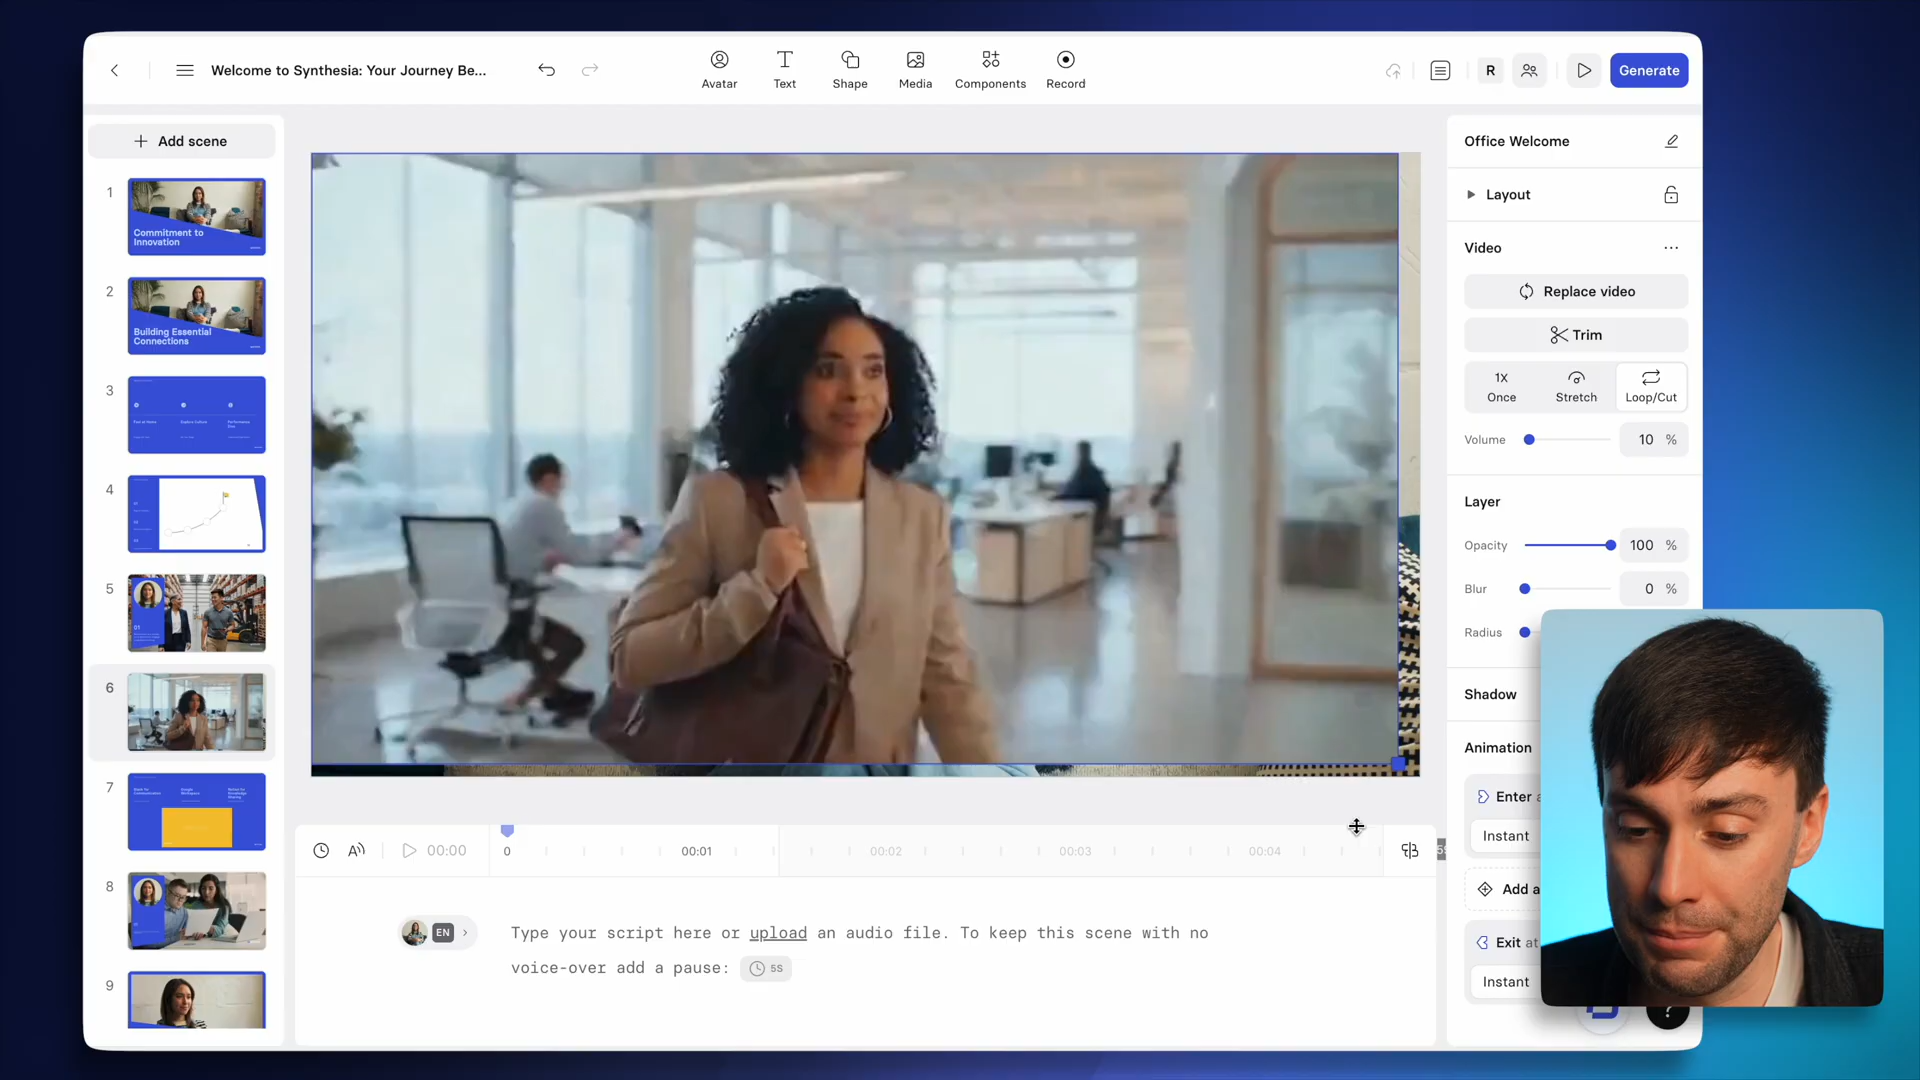 Welcome to Synthesia: Your Journey Be...
Avatar
Text
Shape
Media
Components
Record
R
Generate
Add scene
1
Commitment to
Innovation
2
Building Essential
Connections
3
4
5
01
6
7
8
9
Office Welcome
Layout
Video
Replace video
Trim
1X
Once
Stretch
Loop/Cut
Volume
10 %
Layer
Opacity
100 %
Blur
0 %
Radius
Shadow
Animation
Enter
Instant
Add a
Exit at
Instant
?
00:00
0
00:01
00:02
00:03
00:04
EN
Type your script here or upload an audio file. To keep this scene with no
voice-over add a pause: 5S